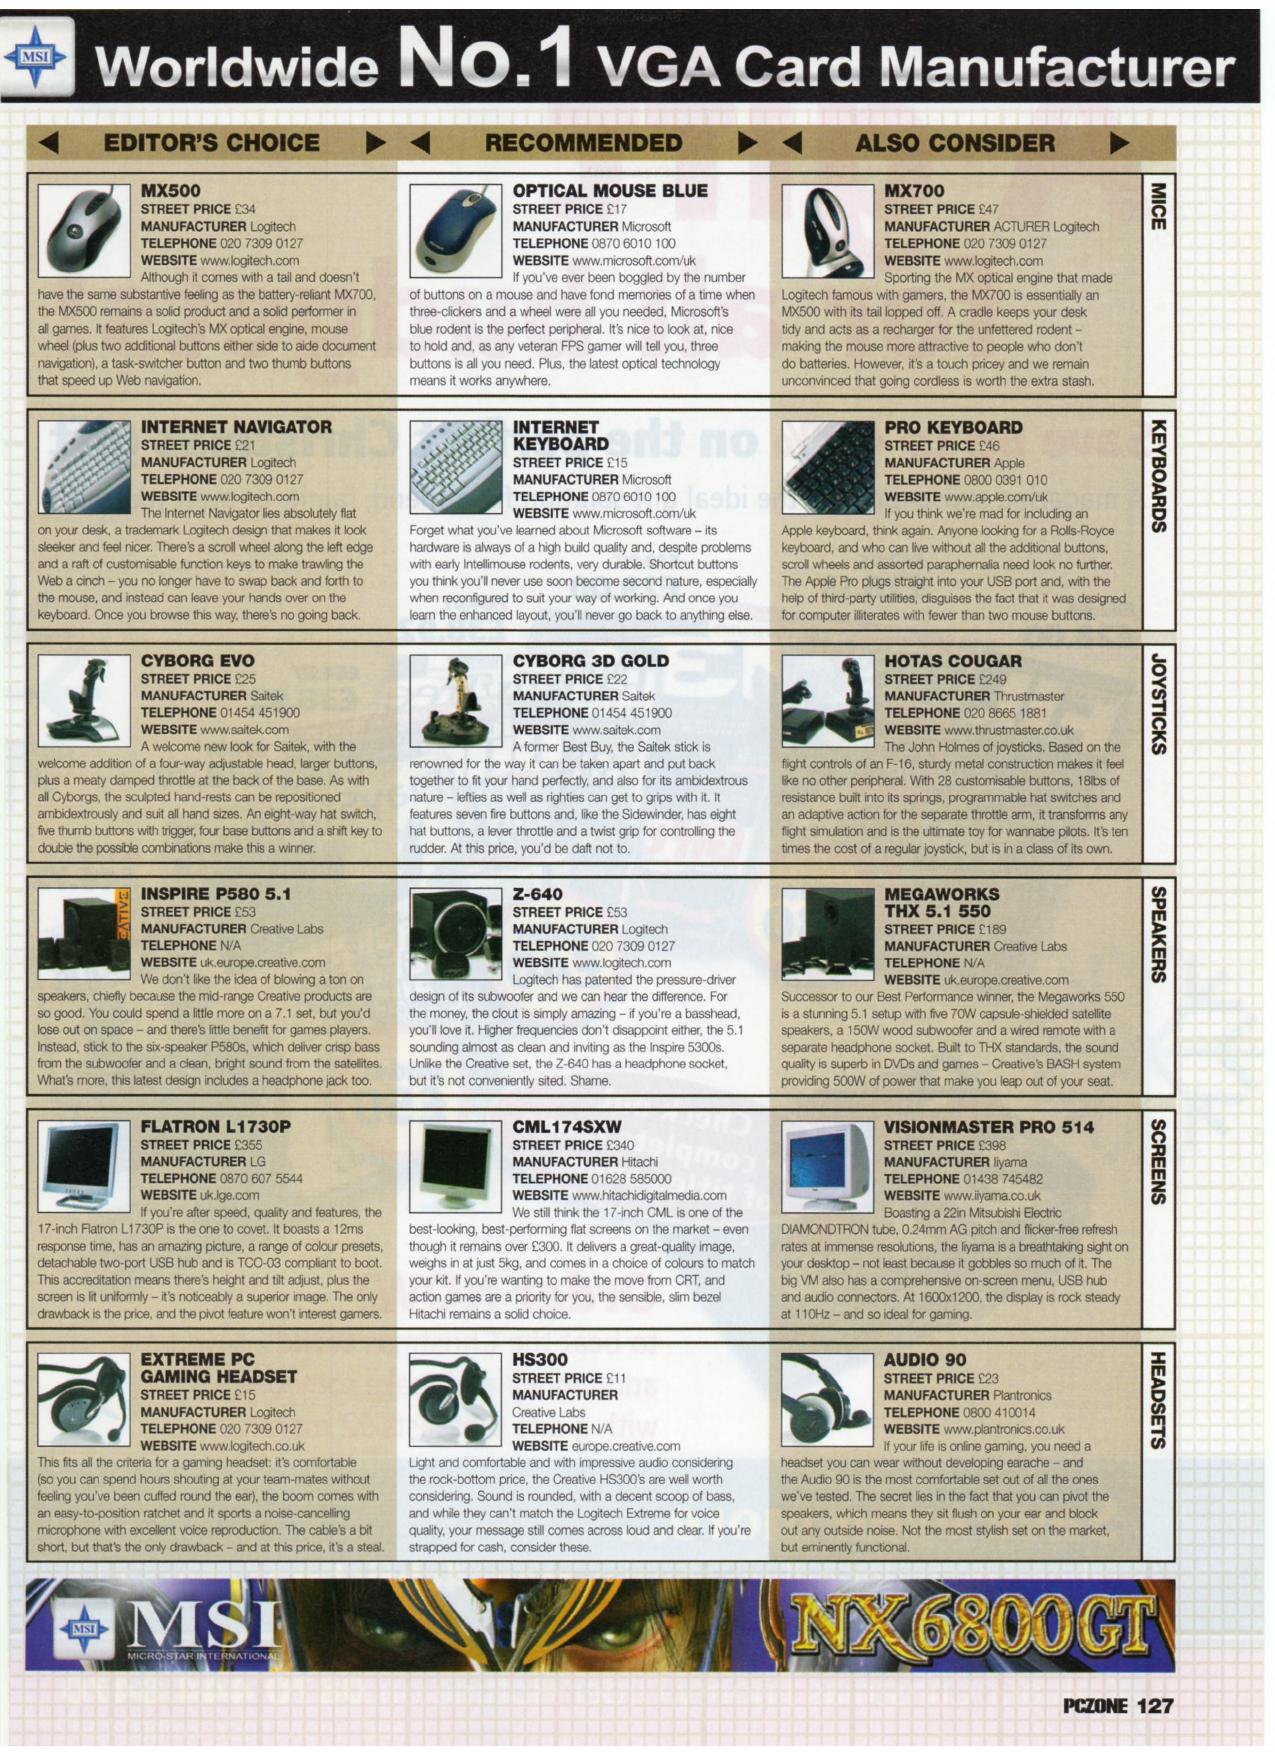 MSI
Worldwide No.1 VGA Card Manufacturer
EDITOR'S CHOICE
RECOMMENDED
ALSO CONSIDER
MICE
MX500
STREET PRICE £34
MANUFACTURER Logitech
TELEPHONE 020 7309 0127
WEBSITE www.logitech.com
Although it comes with a tail and doesn't
have the same substantive feeling as the battery-reliant MX700,
the MX500 remains a solid product and a solid performer in
all games. It features Logitech's MX optical engine, mouse
wheel (plus two additional buttons either side to aide document
navigation), a task-switcher button and two thumb buttons
that speed up Web navigation.
OPTICAL MOUSE BLUE
STREET PRICE £17
MANUFACTURER Microsoft
TELEPHONE 0870 6010 100
WEBSITE www.microsoft.com/uk
If you've ever been boggled by the number
of buttons on a mouse and have fond memories of a time when
three-clickers and a wheel were all you needed, Microsoft's
blue rodent is the perfect peripheral. It's nice to look at, nice
to hold and, as any veteran FPS gamer will tell you, three
buttons is all you need. Plus, the latest optical technology
means it works anywhere.
MX700
STREET PRICE £47
MANUFACTURER ACTURER Logitech
TELEPHONE 020 7309 0127
WEBSITE www.logitech.com
Sporting the MX optical engine that made
Logitech famous with gamers, the MX700 is essentially an
MX500 with its tail lopped off. A cradle keeps your desk
tidy and acts as a recharger for the unfettered rodent –
making the mouse more attractive to people who don't
do batteries. However, it's a touch pricey and we remain
unconvinced that going cordless is worth the extra stash.
KEYBOARDS
INTERNET NAVIGATOR
STREET PRICE £21
MANUFACTURER Logitech
TELEPHONE 020 7309 0127
WEBSITE www.logitech.com
The Internet Navigator lies absolutely flat
on your desk, a trademark Logitech design that makes it look
sleeker and feel nicer. There's a scroll wheel along the left edge
and a raft of customisable function keys to make trawling the
Web a cinch – you no longer have to swap back and forth to
the mouse, and instead can leave your hands over on the
keyboard. Once you browse this way, there's no going back.
INTERNET
KEYBOARD
STREET PRICE £15
MANUFACTURER Microsoft
TELEPHONE 0870 6010 100
WEBSITE www.microsoft.com/uk
Forget what you've learned about Microsoft software – its
hardware is always of a high build quality and, despite problems
with early Intellimouse rodents, very durable. Shortcut buttons
you think you'll never use soon become second nature, especially
when reconfigured to suit your way of working. And once you
learn the enhanced layout, you'll never go back to anything else.
PRO KEYBOARD
STREET PRICE £46
MANUFACTURER Apple
TELEPHONE 0800 0391 010
WEBSITE www.apple.com/uk
If you think we're mad for including an
Apple keyboard, think again. Anyone looking for a Rolls-Royce
keyboard, and who can live without all the additional buttons,
scroll wheels and assorted paraphernalia need look no further.
The Apple Pro plugs straight into your USB port and, with the
help of third-party utilities, disguises the fact that it was designed
for computer illiterates with fewer than two mouse buttons.
JOYSTICKS
CYBORG EVO
STREET PRICE £25
MANUFACTURER Saitek
TELEPHONE 01454 451900
WEBSITE www.saitek.com
A welcome new look for Saitek, with the
welcome addition of a four-way adjustable head, larger buttons,
plus a meaty damped throttle at the back of the base. As with
all Cyborgs, the sculpted hand-rests can be repositioned
ambidextrously and suit all hand sizes. An eight-way hat switch,
five thumb buttons with trigger, four base buttons and a shift key to
double the possible combinations make this a winner.
CYBORG 3D GOLD
STREET PRICE £22
MANUFACTURER Saitek
TELEPHONE 01454 451900
WEBSITE www.saitek.com
A former Best Buy, the Saitek stick is
renowned for the way it can be taken apart and put back
together to fit your hand perfectly, and also for its ambidextrous
nature – lefties as well as righties can get to grips with it. It
features seven fire buttons and, like the Sidewinder, has eight
hat buttons, a lever throttle and a twist grip for controlling the
rudder. At this price, you'd be daft not to.
HOTAS COUGAR
STREET PRICE £249
MANUFACTURER Thrustmaster
TELEPHONE 020 8665 1881
WEBSITE www.thrustmaster.co.uk
The John Holmes of joysticks. Based on the
flight controls of an F-16, sturdy metal construction makes it feel
like no other peripheral. With 28 customisable buttons, 18lbs of
resistance built into its springs, programmable hat switches and
an adaptive action for the separate throttle arm, it transforms any
flight simulation and is the ultimate toy for wannabe pilots. It's ten
times the cost of a regular joystick, but is in a class of its own.
SPEAKERS
EATIVE
INSPIRE P580 5.1
STREET PRICE £53
MANUFACTURER Creative Labs
TELEPHONE N/A
WEBSITE uk.europe.creative.com
We don't like the idea of blowing a ton on
speakers, chiefly because the mid-range Creative products are
so good. You could spend a little more on a 7.1 set, but you'd
lose out on space – and there's little benefit for games players.
Instead, stick to the six-speaker P580s, which deliver crisp bass
from the subwoofer and a clean, bright sound from the satellites.
What's more, this latest design includes a headphone jack too.
Z-640
STREET PRICE £53
MANUFACTURER Logitech
TELEPHONE 020 7309 0127
WEBSITE www.logitech.com
Logitech has patented the pressure-driver
design of its subwoofer and we can hear the difference. For
the money, the clout is simply amazing – if you're a basshead,
you'll love it. Higher frequencies don't disappoint either, the 5.1
sounding almost as clean and inviting as the Inspire 5300s.
Unlike the Creative set, the Z-640 has a headphone socket,
but it's not conveniently sited. Shame.
MEGAWORKS
THX 5.1 550
STREET PRICE £189
MANUFACTURER Creative Labs
TELEPHONE N/A
WEBSITE uk.europe.creative.com
Successor to our Best Performance winner, the Megaworks 550
is a stunning 5.1 setup with five 70W capsule-shielded satellite
speakers, a 150W wood subwoofer and a wired remote with a
separate headphone socket. Built to THX standards, the sound
quality is superb in DVDs and games – Creative's BASH system
providing 500W of power that make you leap out of your seat.
SCREENS
FLATRON L1730P
STREET PRICE £355
MANUFACTURER LG
TELEPHONE 0870 607 5544
WEBSITE uk.lge.com
If you're after speed, quality and features, the
17-inch Flatron L1730P is the one to covet. It boasts a 12ms
response time, has an amazing picture, a range of colour presets,
detachable two-port USB hub and is TCO-03 compliant to boot.
This accreditation means there's height and tilt adjust, plus the
screen is lit uniformly – it's noticeably a superior image. The only
drawback is the price, and the pivot feature won't interest gamers.
CML174SXW
STREET PRICE £340
MANUFACTURER Hitachi
TELEPHONE 01628 585000
WEBSITE www.hitachidigitalmedia.com
We still think the 17-inch CML is one of the
best-looking, best-performing flat screens on the market – even
though it remains over £300. It delivers a great-quality image,
weighs in at just 5kg, and comes in a choice of colours to match
your kit. If you're wanting to make the move from CRT, and
action games are a priority for you, the sensible, slim bezel
Hitachi remains a solid choice.
VISIONMASTER PRO 514
STREET PRICE £398
MANUFACTURER Iiyama
TELEPHONE 01438 745482
WEBSITE www.iiyama.co.uk
Boasting a 22in Mitsubishi Electric
DIAMONDTRON tube, 0.24mm AG pitch and flicker-free refresh
rates at immense resolutions, the Iiyama is a breathtaking sight on
your desktop – not least because it gobbles so much of it. The
big VM also has a comprehensive on-screen menu, USB hub
and audio connectors. At 1600x1200, the display is rock steady
at 110Hz – and so ideal for gaming.
HEADSETS
EXTREME PC
GAMING HEADSET
STREET PRICE £15
MANUFACTURER Logitech
TELEPHONE 020 7309 0127
WEBSITE www.logitech.co.uk
This fits all the criteria for a gaming headset: it's comfortable
(so you can spend hours shouting at your team-mates without
feeling you've been cuffed round the ear), the boom comes with
an easy-to-position ratchet and it sports a noise-cancelling
microphone with excellent voice reproduction. The cable's a bit
short, but that's the only drawback – and at this price, it's a steal.
HS300
STREET PRICE £11
MANUFACTURER
Creative Labs
TELEPHONE N/A
WEBSITE europe.creative.com
Light and comfortable and with impressive audio considering
the rock-bottom price, the Creative HS300's are well worth
considering. Sound is rounded, with a decent scoop of bass,
and while they can't match the Logitech Extreme for voice
quality, your message still comes across loud and clear. If you're
strapped for cash, consider these.
AUDIO 90
STREET PRICE £23
MANUFACTURER Plantronics
TELEPHONE 0800 410014
WEBSITE www.plantronics.co.uk
If your life is online gaming, you need a
headset you can wear without developing earache – and
the Audio 90 is the most comfortable set out of all the ones
we've tested. The secret lies in the fact that you can pivot the
speakers, which means they sit flush on your ear and block
out any outside noise. Not the most stylish set on the market,
but eminently functional.
MSI
MSI
MICRO-STAR INTERNATIONAL
NX6800GT
PCZONE 127